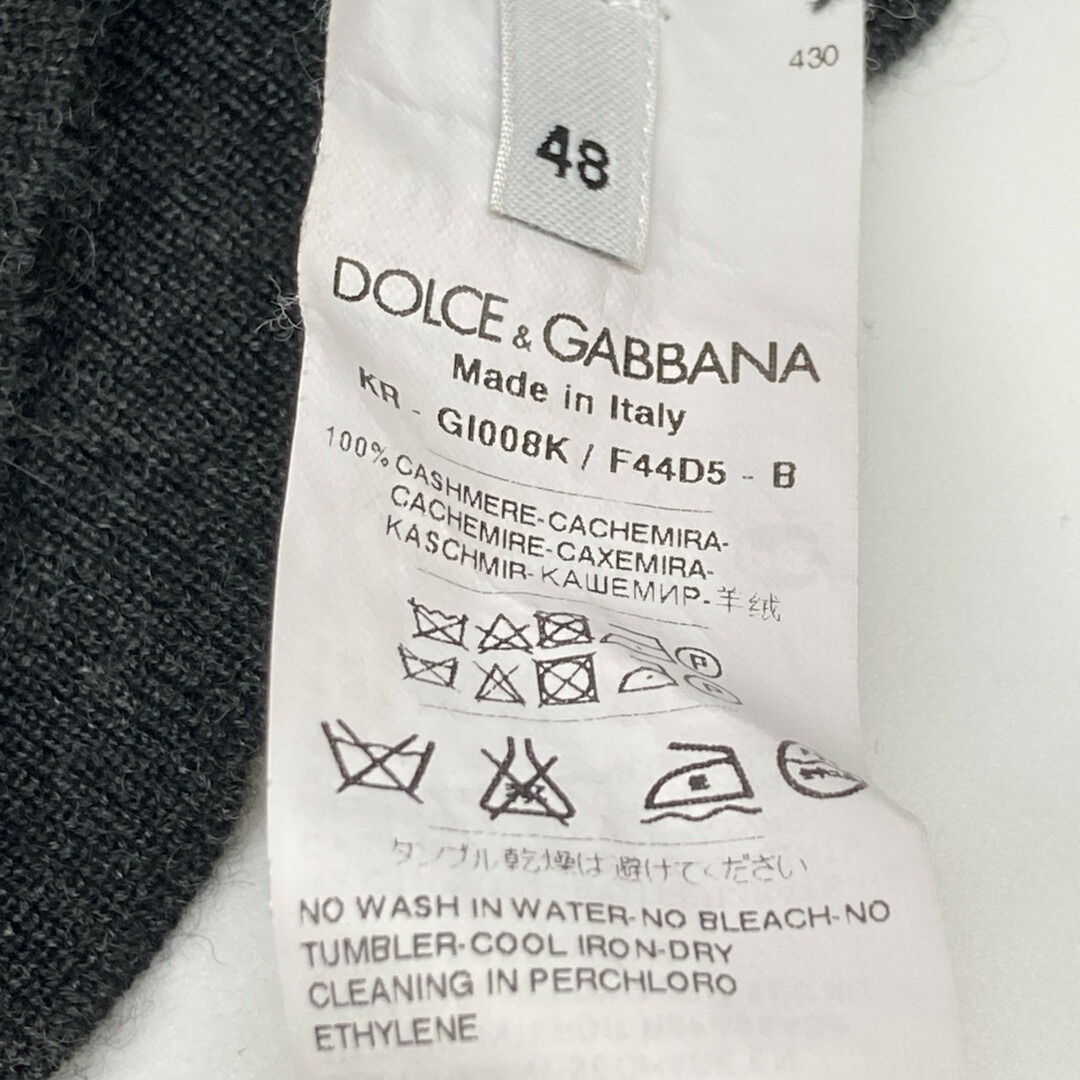 430
48
DOLCE & GABBANA
Made in Italy
KR - GI008K / F44D5 - B
100% CASHMERE-CACHEMIRA-
CACHEMIRE-CAXEMIRA-
KASCHMIR-КАШЕМИР-羊绒
P
P
タンブル乾燥は避けてください
NO WASH IN WATER-NO BLEACH-NO
TUMBLER-COOL IRON-DRY
CLEANING IN PERCHLORO
ETHYLENE